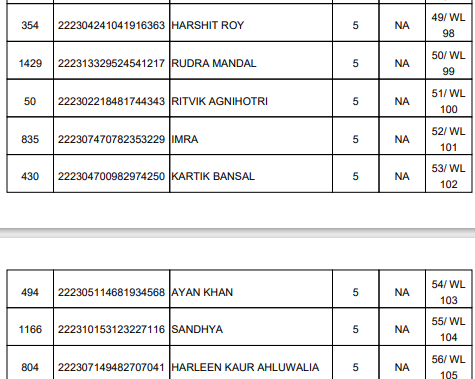 354 222304241041916363 HARSHIT ROY 5 NA 49/ WL
98
1429 222313329524541217 RUDRA MANDAL 5 NA 50/ WL
99
50 222302218481744343 RITVIK AGNIHOTRI 5 NA 51/ WL
100
835 222307470782353229 IMRA 5 NA 52/ WL
101
430 222304700982974250 KARTIK BANSAL 5 NA 53/ WL
102
494 222305114681934568 AYAN KHAN 5 NA 54/ WL
103
1166 222310153123227116 SANDHYA 5 NA 55/ WL
104
804 222307149482707041 HARLEEN KAUR AHLUWALIA 5 NA 56/ WL
105